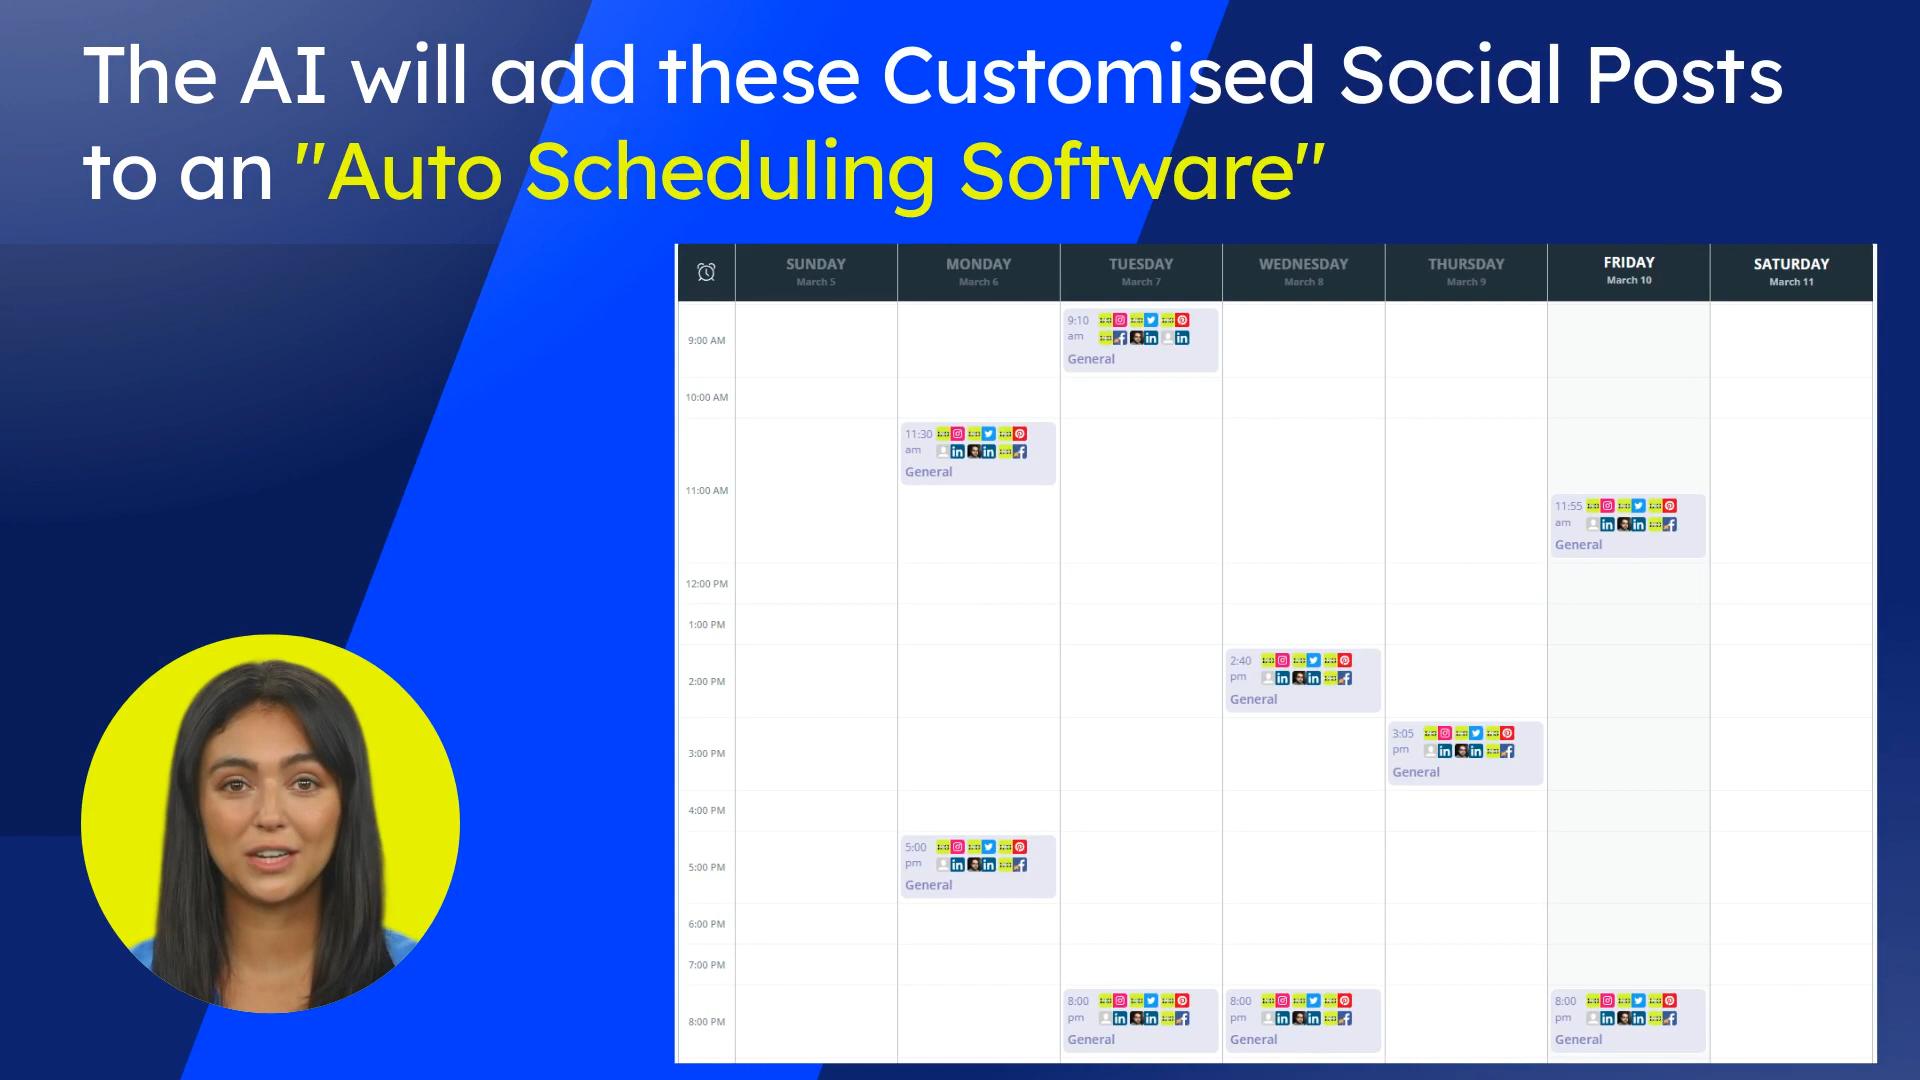 The AI will add these Customised Social Posts
to an "Auto Scheduling Software"
SUNDAY MONDAY TUESDAY WEDNESDAY THURSDAY FRIDAY SATURDAY
March 5 March 6 March 7 March 8 March 9 March 10 March 11
9:10
am
General
9:00 AM
10:00 AM
11:30
am
General
11:00 AM
11:55
am
General
12:00 PM
1:00 PM
2:40
pm
General
2:00 PM
3:05
pm
General
3:00 PM
4:00 PM
5:00
pm
General
5:00 PM
6:00 PM
7:00 PM
8:00 8:00 8:00
pm pm pm
8:00 PM
General General General